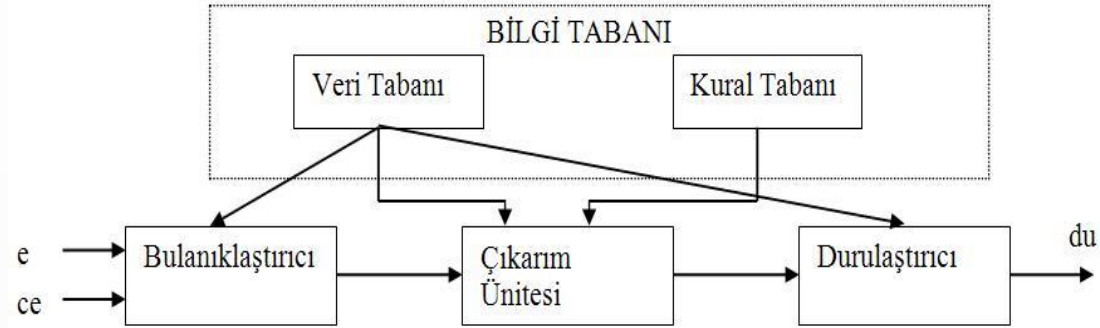 BİLGİ TABANI
Veri Tabanı
Kural Tabanı
e
ce
Bulanıklaştırıcı
Çıkarım
Ünitesi
Durulaştırıcı
du